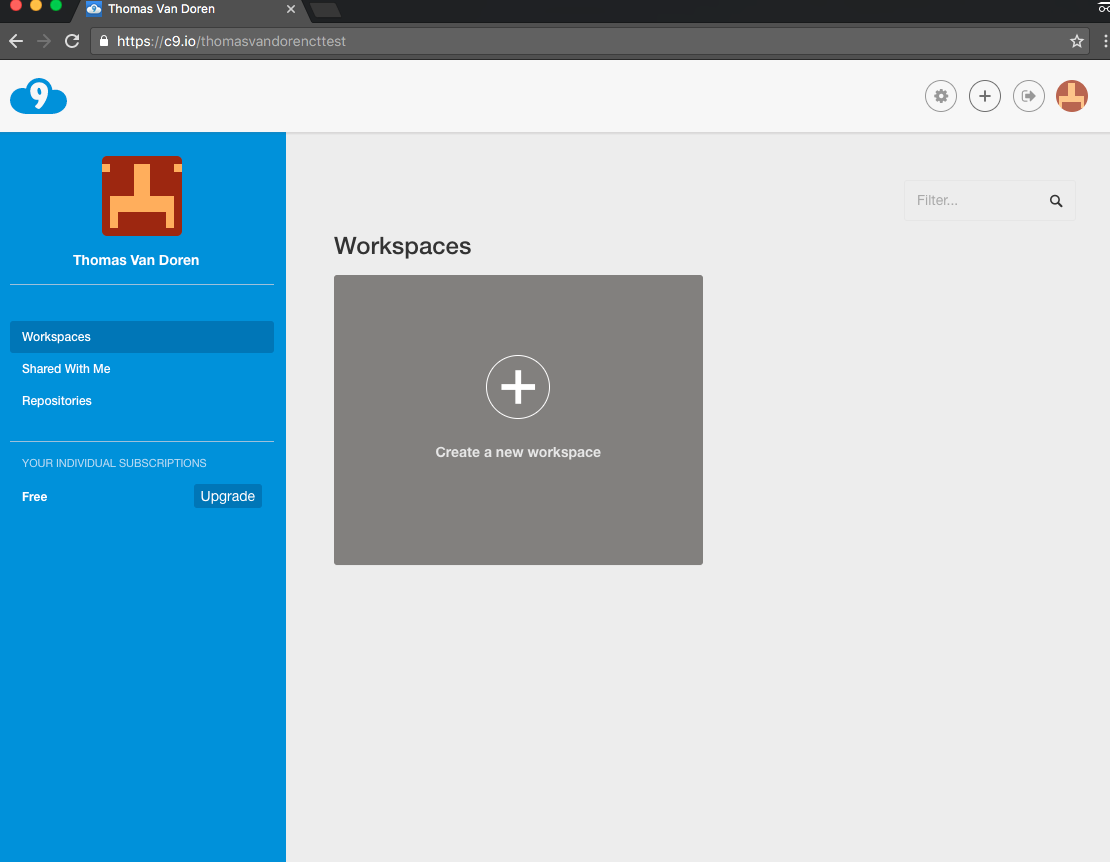 Thomas Van Doren
https://c9.io/thomasvandorencttest
9
Thomas Van Doren
Workspaces
Shared With Me
Repositories
YOUR INDIVIDUAL SUBSCRIPTIONS
Free Upgrade
Filter...
Workspaces
Create a new workspace